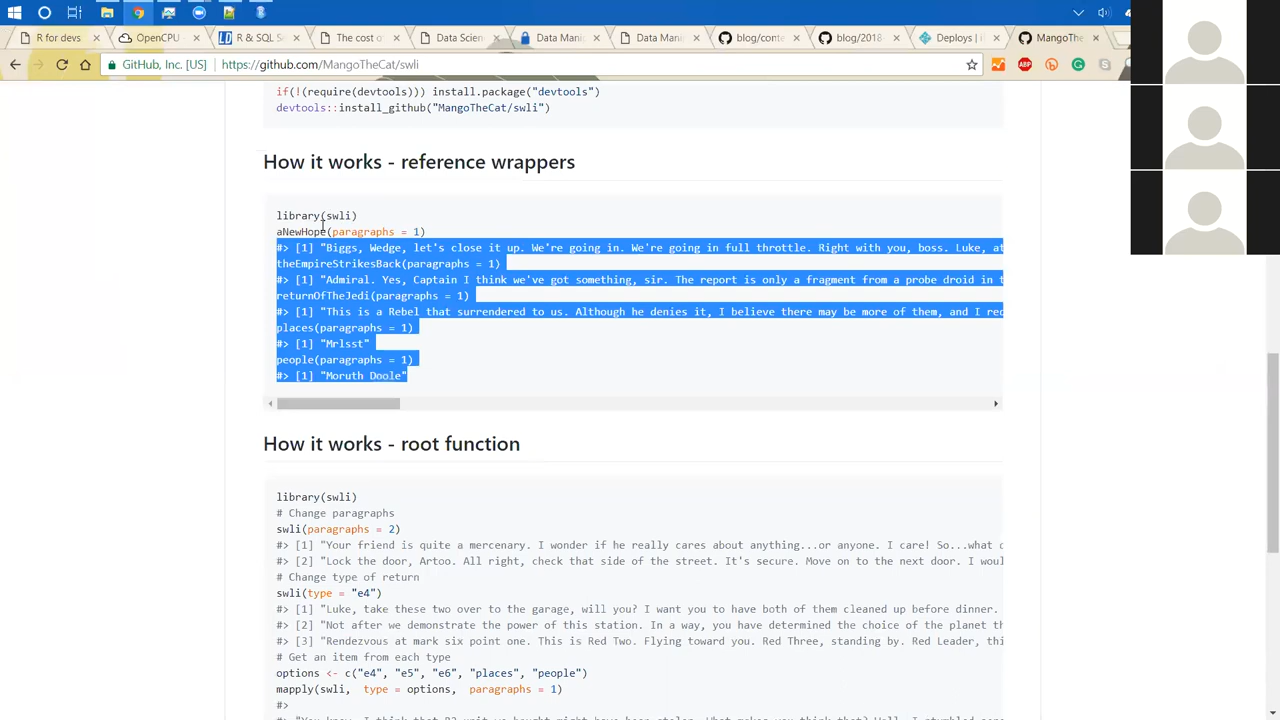 R for devs
OpenCPU
R & SQL Se
The cost o
Data Scien
Data Mani
Data Mani
blog/conte
blog/2018-
Deploys | i
MangoThe
GitHub, Inc. [US]
https://github.com/MangoTheCat/swli
if(!(require(devtools))) install.package("devtools")
devtools::install_github("MangoTheCat/swli")
How it works - reference wrappers
library(swli)
aNewHope(paragraphs = 1)
#> [1] "Biggs, Wedge, let's close it up. We're going in. We're going in full throttle. Right with you, boss. Luke, at
theEmpireStrikesBack(paragraphs = 1)
#> [1] "Admiral. Yes, Captain I think we've got something, sir. The report is only a fragment from a probe droid in t
returnOfTheJedi(paragraphs = 1)
#> [1] "This is a Rebel that surrendered to us. Although he denies it, I believe there may be more of them, and I req
places(paragraphs = 1)
#> [1] "Mrlsst"
people(paragraphs = 1)
#> [1] "Moruth Doole"
How it works - root function
library(swli)
# Change paragraphs
swli(paragraphs = 2)
#> [1] "Your friend is quite a mercenary. I wonder if he really cares about anything...or anyone. I care! So...what d
#> [2] "Lock the door, Artoo. All right, check that side of the street. It's secure. Move on to the next door. I woul
# Change type of return
swli(type = "e4")
#> [1] "Luke, take these two over to the garage, will you? I want you to have both of them cleaned up before dinner.
#> [2] "Not after we demonstrate the power of this station. In a way, you have determined the choice of the planet th
#> [3] "Rendezvous at mark six point one. This is Red Two. Flying toward you. Red Three, standing by. Red Leader, thi
# Get an item from each type
options <- c("e4", "e5", "e6", "places", "people")
mapply(swli, type = options, paragraphs = 1)
#>